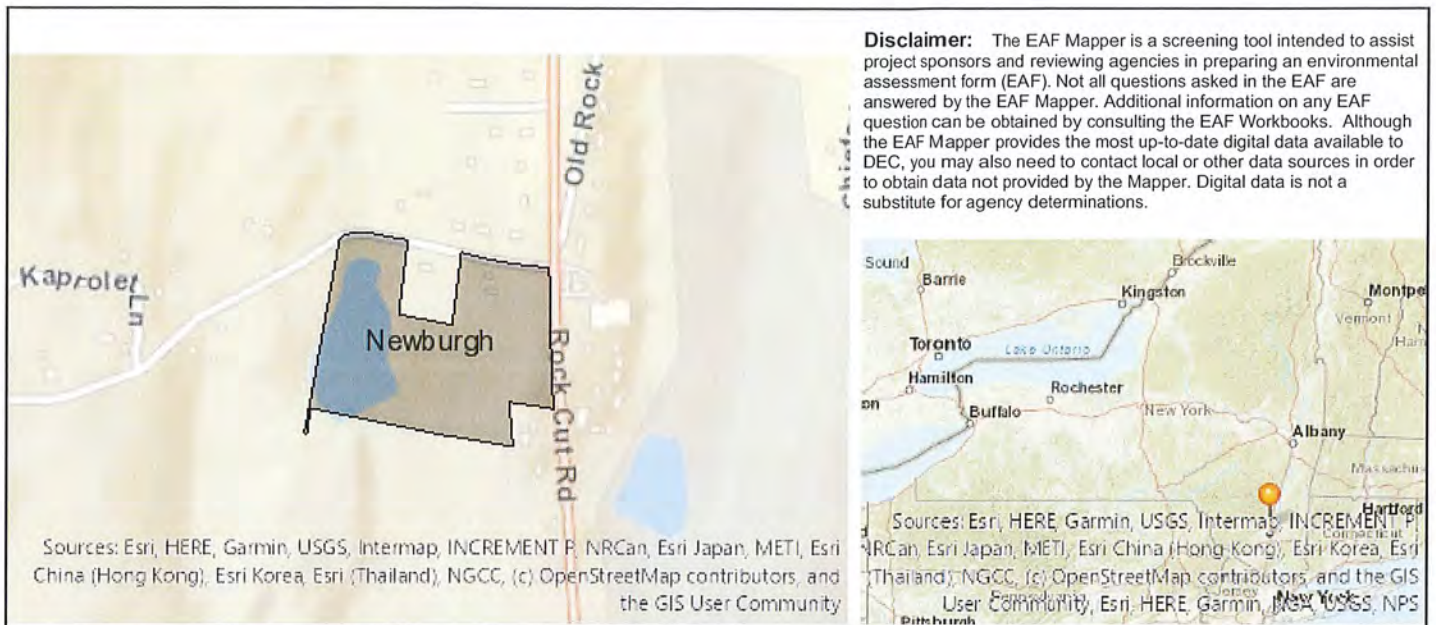 Disclaimer: The EAF Mapper is a screening tool intended to assist
project sponsors and reviewing agencies in preparing an environmental
assessment form (EAF). Not all questions asked in the EAF are
answered by the EAF Mapper. Additional information on any EAF
question can be obtained by consulting the EAF Workbooks. Although
the EAF Mapper provides the most up-to-date digital data available to
DEC, you may also need to contact local or other data sources in order
to obtain data not provided by the Mapper. Digital data is not a
substitute for agency determinations.
Old Rock
Kaprolet Ln
Newburgh
Rock Cut Rd
Sources: Esri, HERE, Garmin, USGS, Intermap, INCREMENT P, NRCan, Esri Japan, METI, Esri
China (Hong Kong), Esri Korea, Esri (Thailand), NGCC, (c) OpenStreetMap contributors, and
the GIS User Community
Sound
Barrie
Brockville
Kingston
Montpe
Vermont
Toronto
Lake Ontario
Hamilton
Rochester
on
New York
Buffalo
Albany
Massachu
Hartford
Connecticut
Sources: Esri, HERE, Garmin, USGS, Intermap, INCREMENT P,
NRCan, Esri Japan, METI, Esri China (Hong Kong), Esri Korea, Esri
(Thailand), NGCC, (c) OpenStreetMap contributors, and the GIS
User Community, Esri, HERE, Garmin, NGA, USGS, NPS
Pennsylvania
Jersey
New York
Pittsburgh